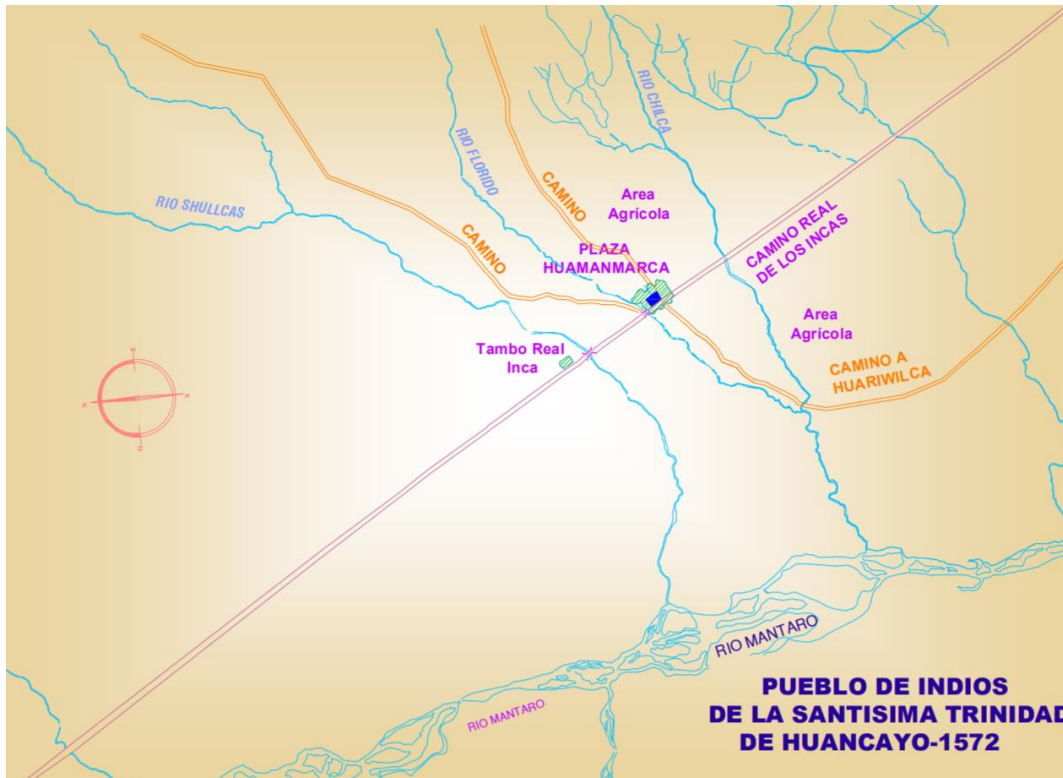 RIO SHULLCAS
RIO FLORIDO
RIO CHILCA
CAMINO
CAMINO
Area
Agrícola
PLAZA
HUAMANMARCA
CAMINO REAL
DE LOS INCAS
Area
Agrícola
Tambo Real
Inca
CAMINO A
HUARIWILCA
RIO MANTARO
RIO MANTARO
PUEBLO DE INDIOS
DE LA SANTISIMA TRINIDAD
DE HUANCAYO-1572